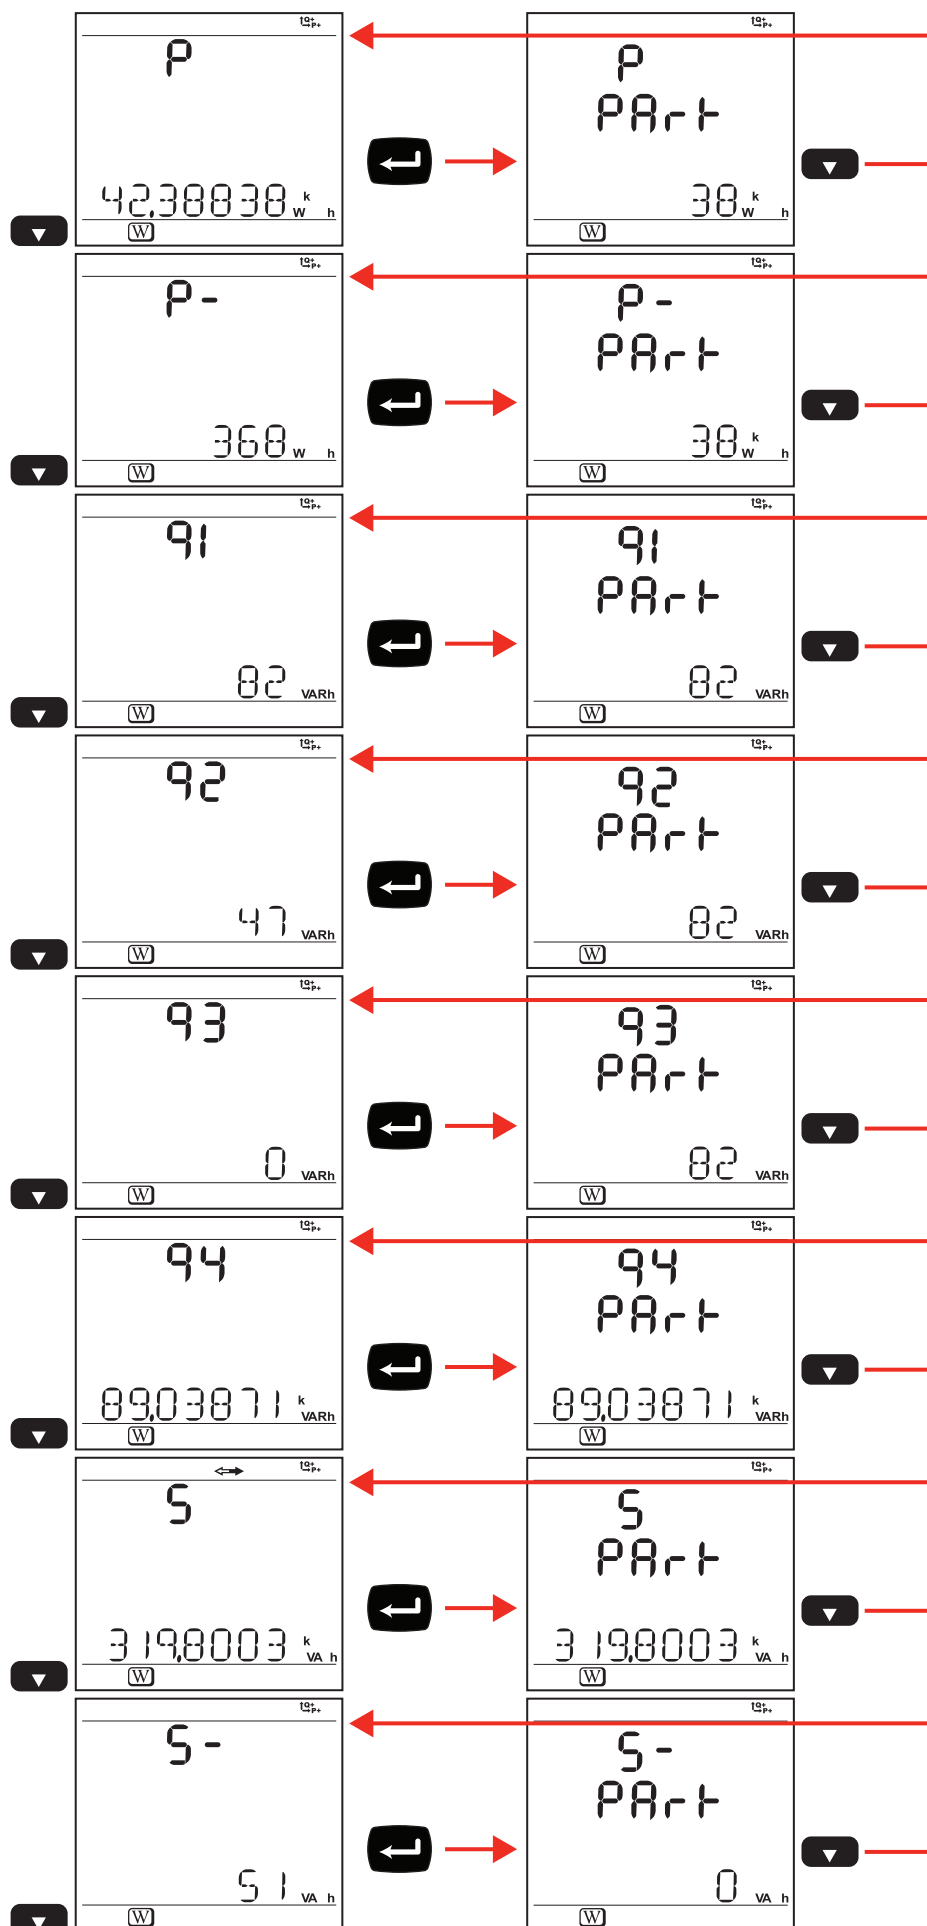 P
42.38838 k W h
W
P
PArt
38 k W h
W
P-
368 W h
W
P-
PArt
38 k W h
W
q1
82 VARh
W
q1
PArt
82 VARh
W
q2
47 VARh
W
q2
PArt
82 VARh
W
q3
0 VARh
W
q3
PArt
82 VARh
W
q4
89.03871 k VARh
W
q4
PArt
89.03871 k VARh
W
S
319.8003 k VA h
W
S
PArt
319.8003 k VA h
W
S-
51 VA h
W
S-
PArt
0 VA h
W